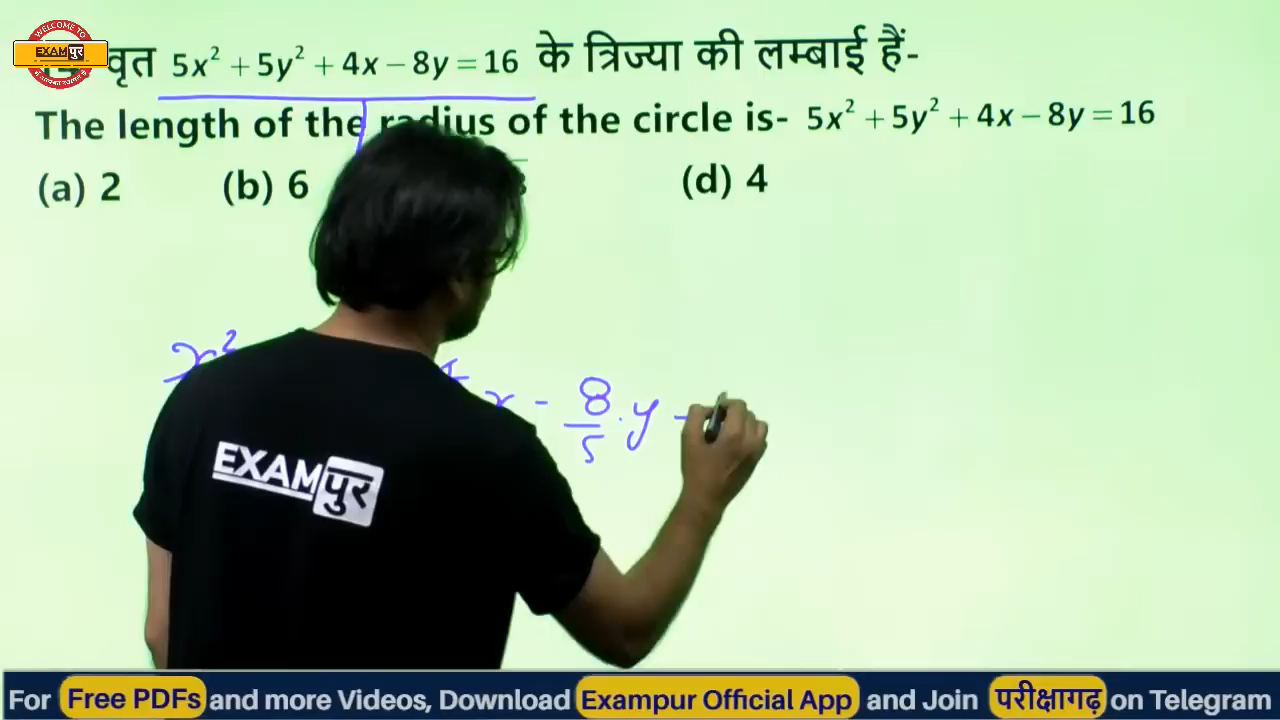 WELCOME TO
EXAMपुर
वृत 5x² + 5y² + 4x − 8y = 16 के त्रिज्या की लम्बाई हैं-
The length of the radius of the circle is- 5x² + 5y² + 4x − 8y = 16
(a) 2 (b) 6 (d) 4
x² x - 8/5 . y -
EXAMपुर
For Free PDFs and more Videos, Download Exampur Official App and Join परीक्षागढ़ on Telegram